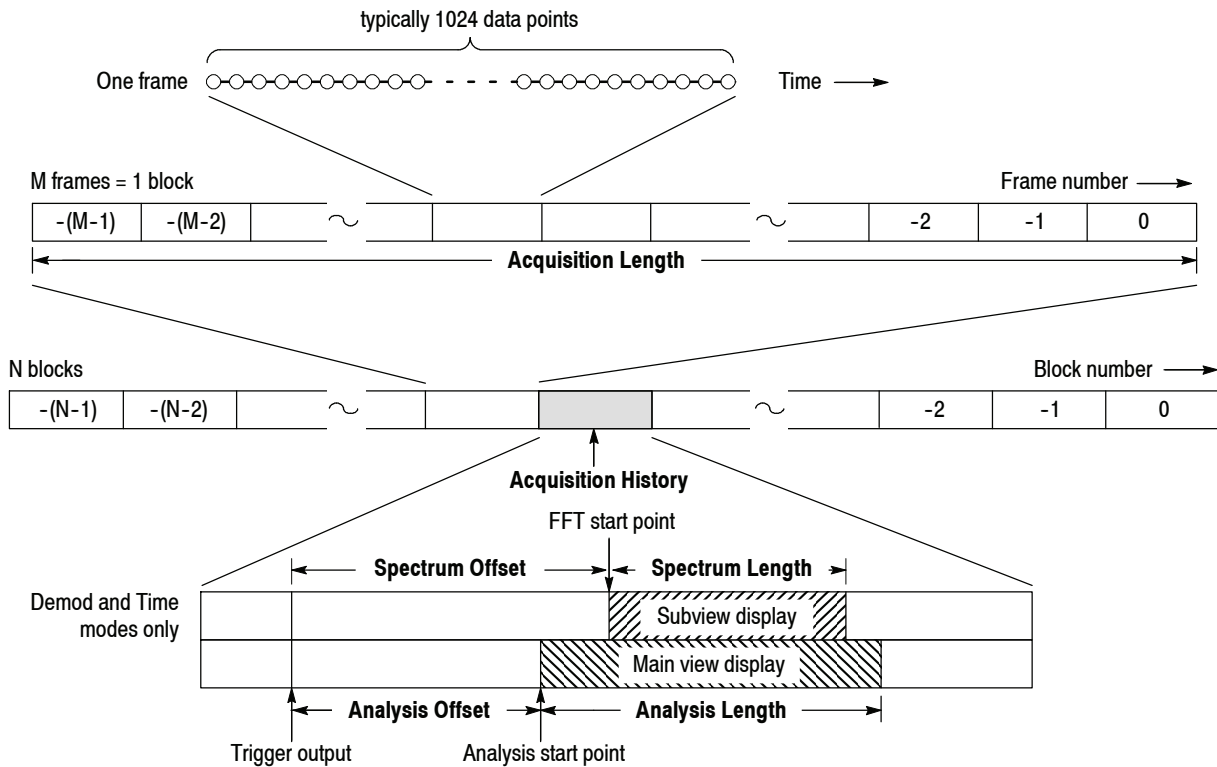 typically 1024 data points
One frame
Time
M frames = 1 block
Frame number
-(M-1) -(M-2) -2 -1 0
Acquisition Length
N blocks
Block number
-(N-1) -(N-2) -2 -1 0
Acquisition History
FFT start point
Spectrum Offset Spectrum Length
Demod and Time
modes only
Subview display
Main view display
Analysis Offset Analysis Length
Trigger output Analysis start point